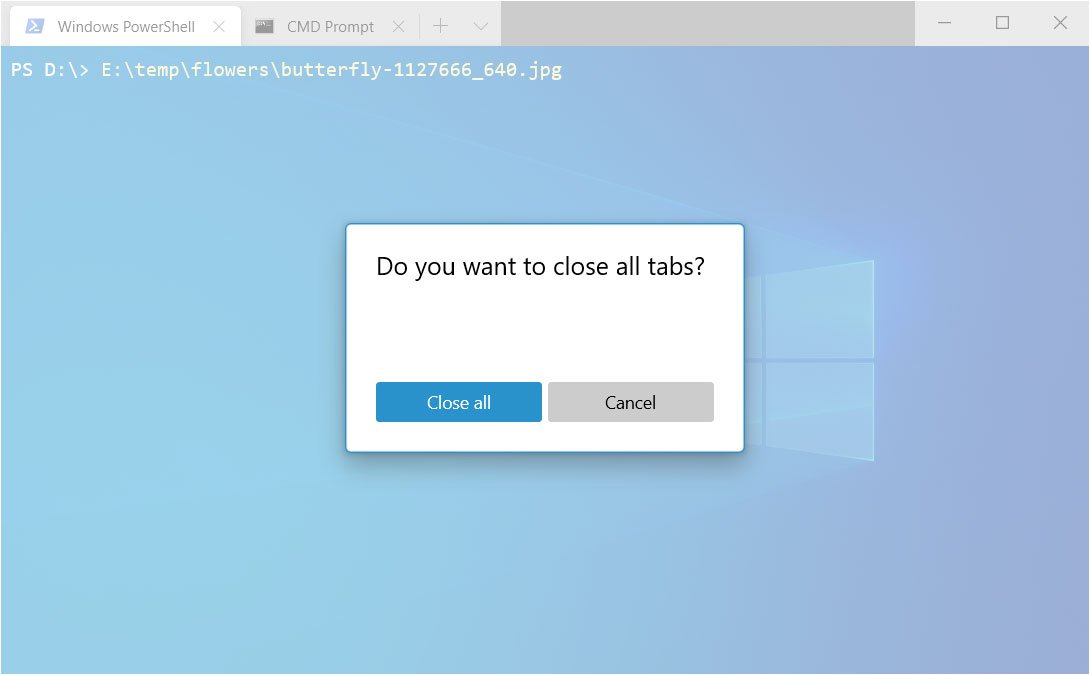 Windows PowerShell CMD Prompt
PS D:\> E:\temp\flowers\butterfly-1127666_640.jpg
Do you want to close all tabs?
Close all Cancel